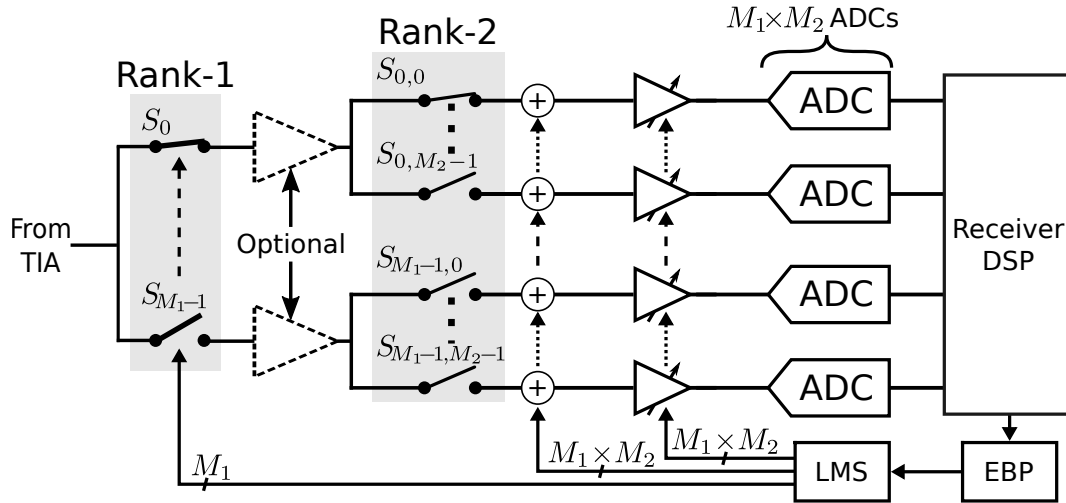 M₁×M₂ ADCs
Rank-2
Rank-1
S₀,₀
ADC
S₀
S₀,M₂−1
ADC
From
TIA
Optional
Receiver
DSP
S_M₁−1,0
ADC
S_M₁−1
S_M₁−1,M₂−1
ADC
M₁×M₂
M₁×M₂
M₁
LMS
EBP